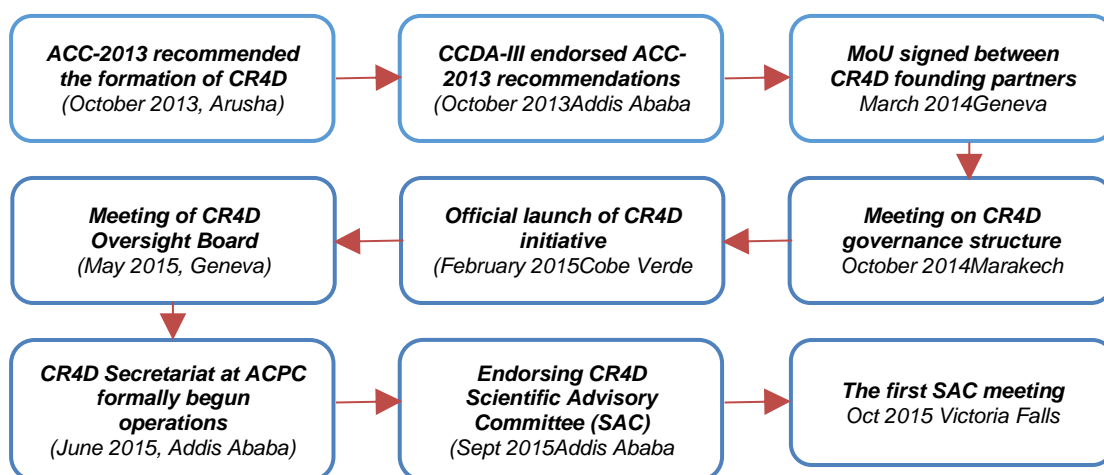 ACC-2013 recommended
the formation of CR4D
(October 2013, Arusha)
CCDA-III endorsed ACC-
2013 recommendations
(October 2013Addis Ababa
MoU signed between
CR4D founding partners
March 2014Geneva
Meeting on CR4D
governance structure
October 2014Marakech
Official launch of CR4D
initiative
(February 2015Cobe Verde
Meeting of CR4D
Oversight Board
(May 2015, Geneva)
CR4D Secretariat at ACPC
formally begun
operations
(June 2015, Addis Ababa)
Endorsing CR4D
Scientific Advisory
Committee (SAC)
(Sept 2015Addis Ababa
The first SAC meeting
Oct 2015 Victoria Falls